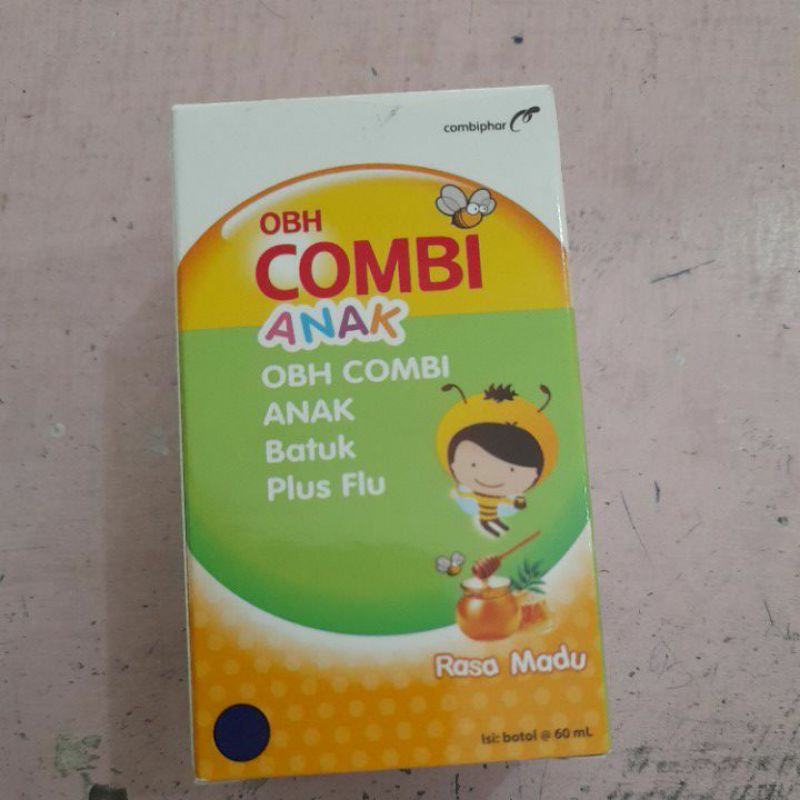 combiphar
OBH
COMBI
ANAK
OBH COMBI
ANAK
Batuk
Plus Flu
Rasa Madu
Isi: botol @ 60 mL